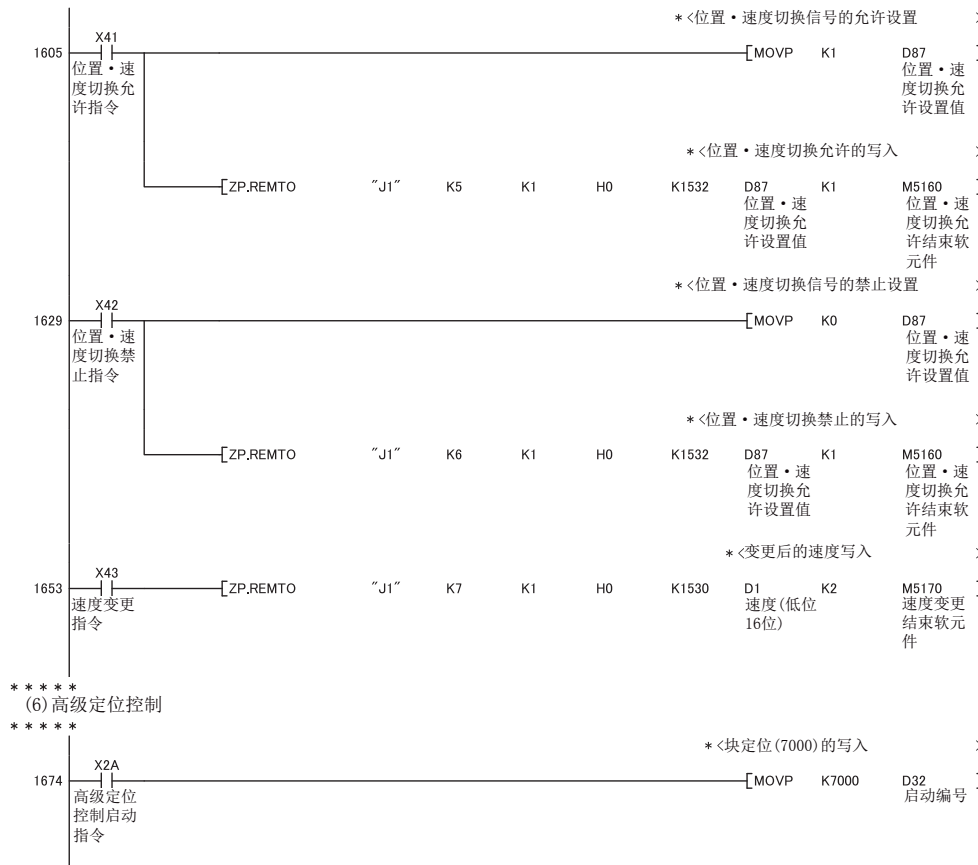 *<位置・速度切换信号的允许设置 >
X41
1605 [MOVP K1 D87 ]
位置・速度切换允许指令
位置・速度切换允许设置值
*<位置・速度切换允许的写入 >
[ZP.REMTO "J1" K5 K1 H0 K1532 D87 K1 M5160 ]
位置・速度切换允许设置值
位置・速度切换允许结束软元件
*<位置・速度切换信号的禁止设置 >
X42
1629 [MOVP K0 D87 ]
位置・速度切换禁止指令
位置・速度切换允许设置值
*<位置・速度切换禁止的写入 >
[ZP.REMTO "J1" K6 K1 H0 K1532 D87 K1 M5160 ]
位置・速度切换允许设置值
位置・速度切换允许结束软元件
*<变更后的速度写入 >
X43
1653 [ZP.REMTO "J1" K7 K1 H0 K1530 D1 K2 M5170 ]
速度变更指令
速度(低位16位)
速度变更结束软元件
*****
(6)高级定位控制
*****
*<块定位(7000)的写入 >
X2A
1674 [MOVP K7000 D32 ]
高级定位控制启动指令
启动编号